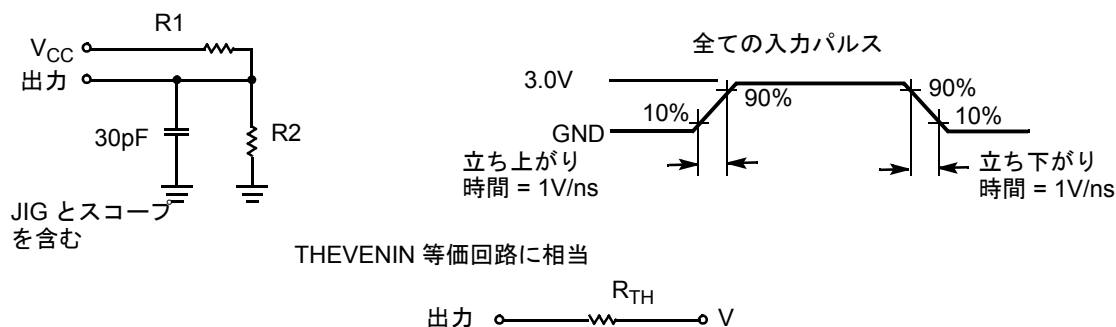 R1
V_CC
出力
30pF
R2
JIG とスコープ
を含む
全ての入力パルス
3.0V
GND
10%
90%
90%
10%
立ち上がり
時間 = 1V/ns
立ち下がり
時間 = 1V/ns
THEVENIN 等価回路に相当
出力
R_TH
V